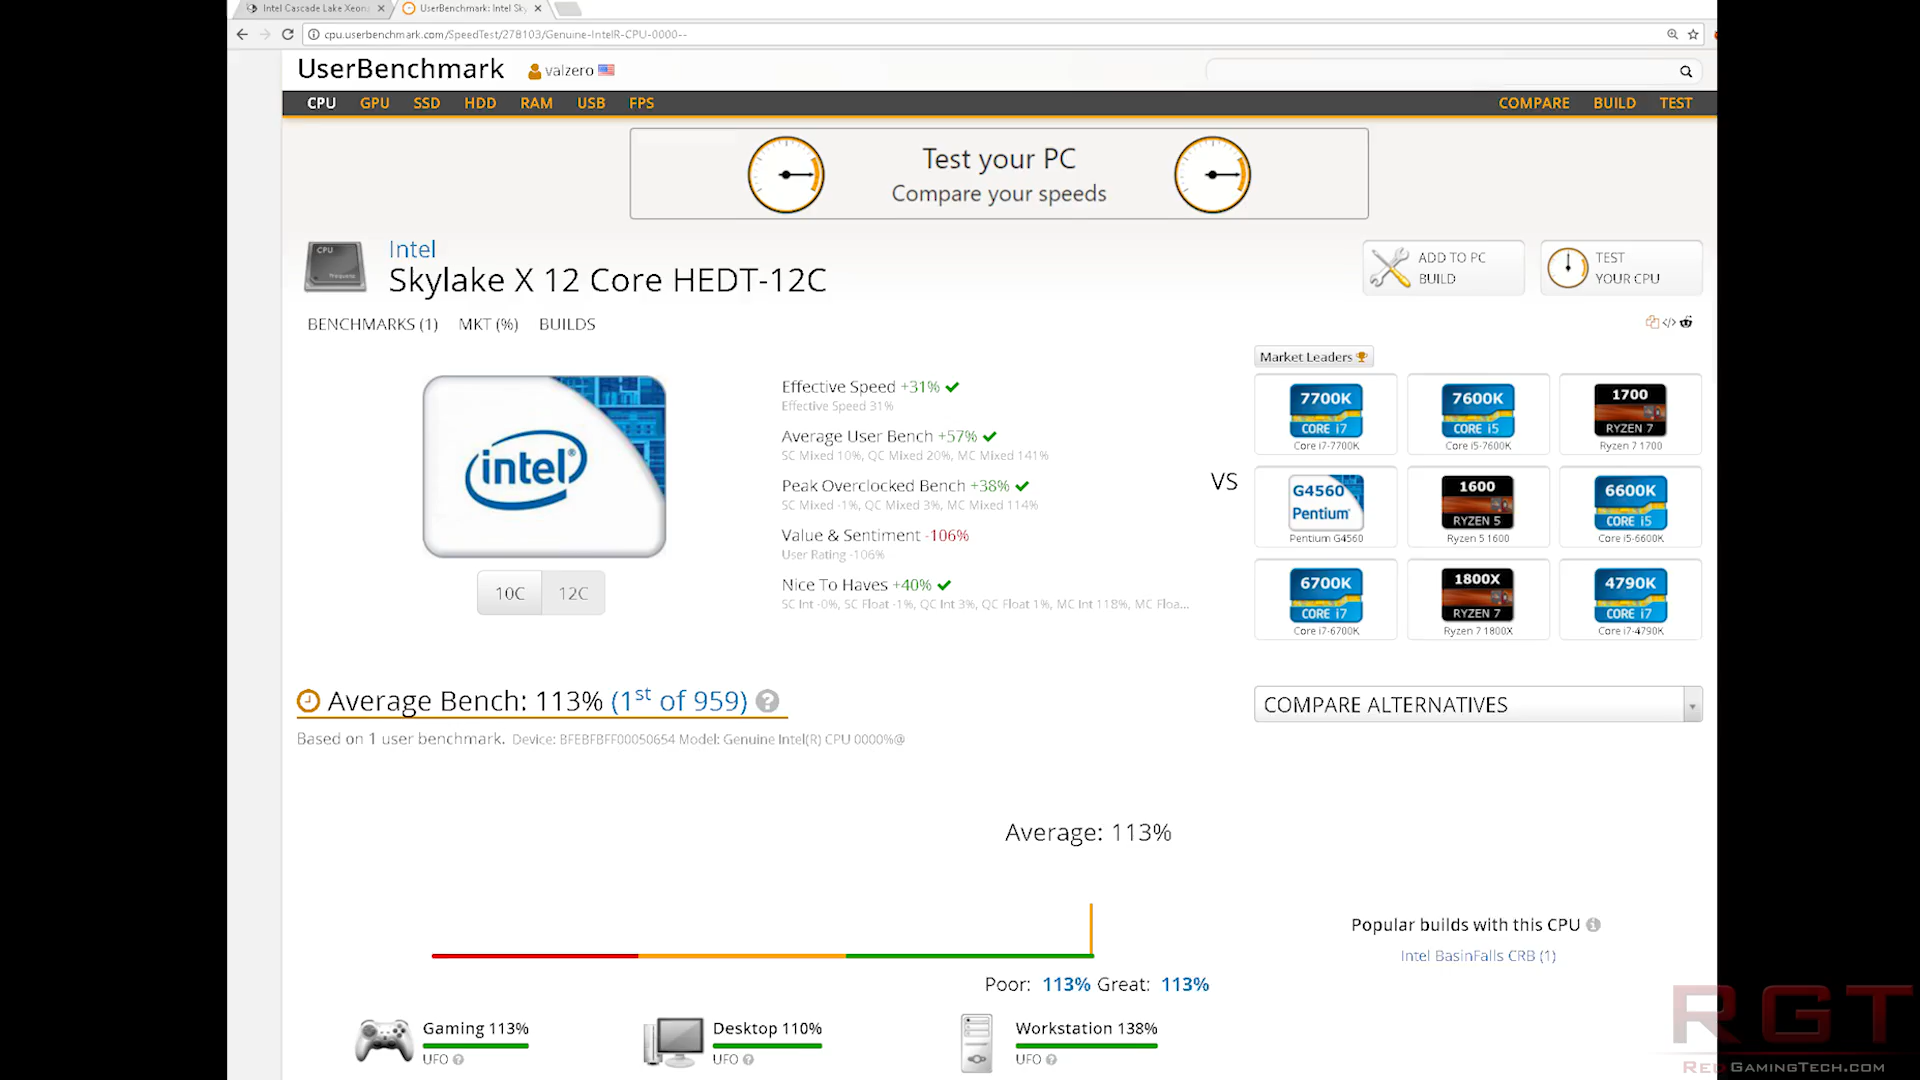 Intel Cascade Lake Xeons
UserBenchmark: Intel Sky
cpu.userbenchmark.com/SpeedTest/278103/Genuine-IntelR-CPU-0000--
UserBenchmark valzero
CPU GPU SSD HDD RAM USB FPS COMPARE BUILD TEST
Test your PC
Compare your speeds
CPU
Intel
Skylake X 12 Core HEDT-12C
ADD TO PC BUILD
TEST YOUR CPU
BENCHMARKS (1) MKT (%) BUILDS
</>
intel®
10C 12C
Effective Speed +31%
Effective Speed 31%
Average User Bench +57%
SC Mixed 10%, QC Mixed 20%, MC Mixed 141%
Peak Overclocked Bench +38%
SC Mixed -1%, QC Mixed 3%, MC Mixed 114%
Value & Sentiment -106%
User Rating -106%
Nice To Haves +40%
SC Int -0%, SC Float -1%, QC Int 3%, QC Float 1%, MC Int 118%, MC Floa...
VS
Market Leaders
7700K CORE i7
Core i7-7700K
7600K CORE i5
Core i5-7600K
1700 RYZEN 7
Ryzen 7 1700
G4560 Pentium
Pentium G4560
1600 RYZEN 5
Ryzen 5 1600
6600K CORE i5
Core i5-6600K
6700K CORE i7
Core i7-6700K
1800X RYZEN 7
Ryzen 7 1800X
4790K CORE i7
Core i7-4790K
Average Bench: 113% (1st of 959) ?
Based on 1 user benchmark. Device: BFEBFBFF00050654 Model: Genuine Intel(R) CPU 0000%@
COMPARE ALTERNATIVES
Average: 113%
Poor: 113% Great: 113%
Popular builds with this CPU
Intel BasinFalls CRB (1)
Gaming 113%
UFO ?
Desktop 110%
UFO ?
Workstation 138%
UFO ?
RGT
RedGamingTech.com